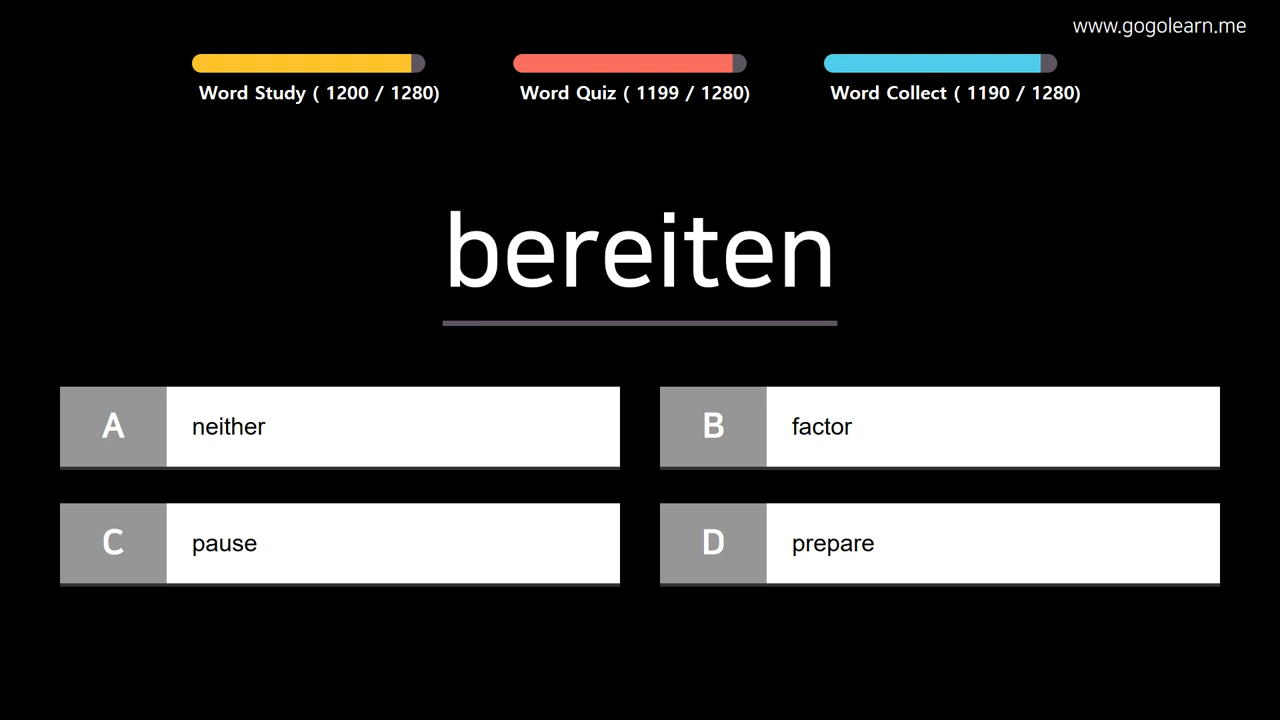 www.gogolearn.me
Word Study ( 1200 / 1280)
Word Quiz ( 1199 / 1280)
Word Collect ( 1190 / 1280)
bereiten
A neither
B factor
C pause
D prepare